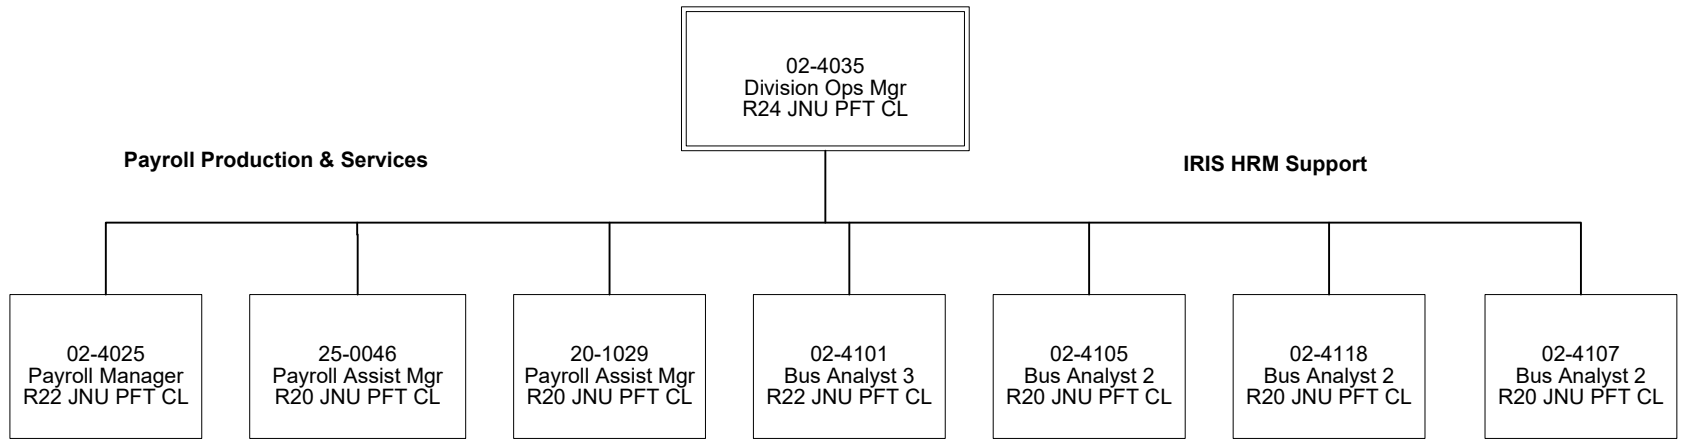 02-4035
Division Ops Mgr
R24 JNU PFT CL
Payroll Production & Services
IRIS HRM Support
02-4025
Payroll Manager
R22 JNU PFT CL
25-0046
Payroll Assist Mgr
R20 JNU PFT CL
20-1029
Payroll Assist Mgr
R20 JNU PFT CL
02-4101
Bus Analyst 3
R22 JNU PFT CL
02-4105
Bus Analyst 2
R20 JNU PFT CL
02-4118
Bus Analyst 2
R20 JNU PFT CL
02-4107
Bus Analyst 2
R20 JNU PFT CL